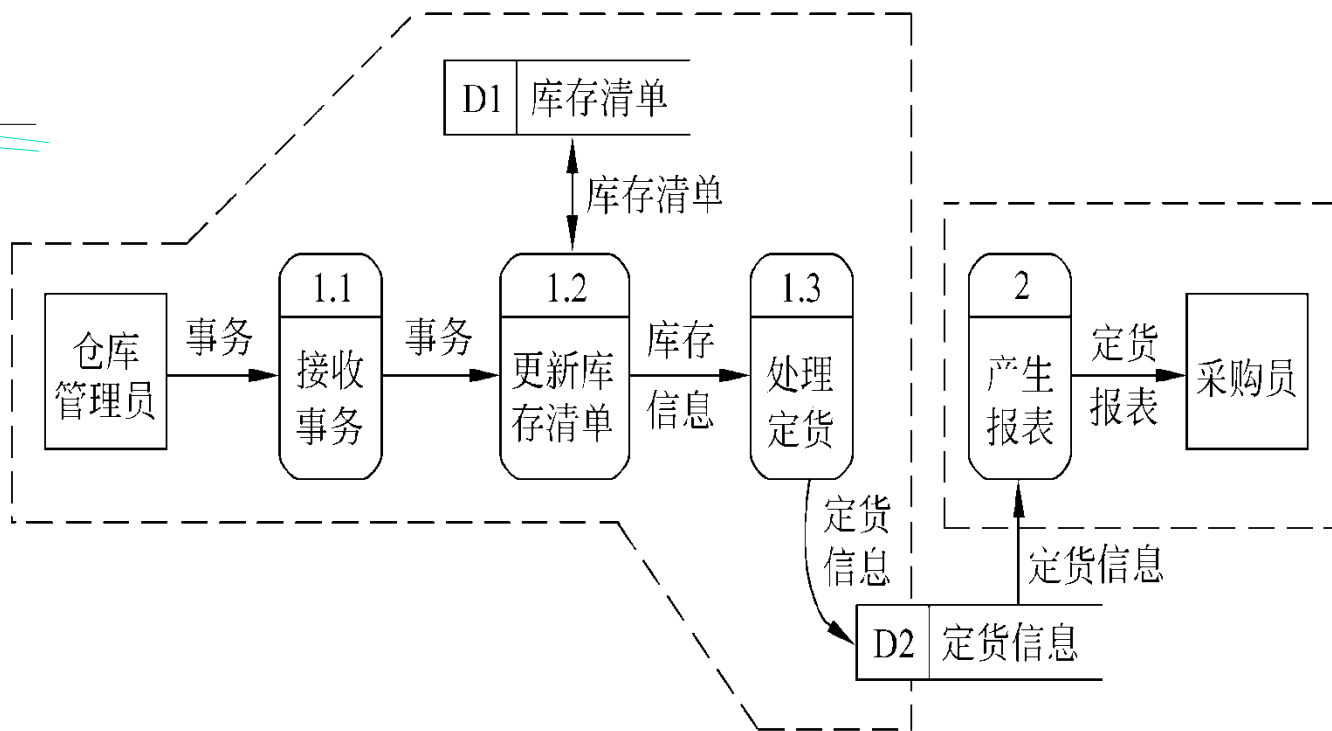 D1 库存清单
库存清单
仓库
管理员
事务
1.1
接收
事务
事务
1.2
更新库
存清单
库存
信息
1.3
处理
定货
定货
信息
D2 定货信息
定货信息
2
产生
报表
定货
报表
采购员